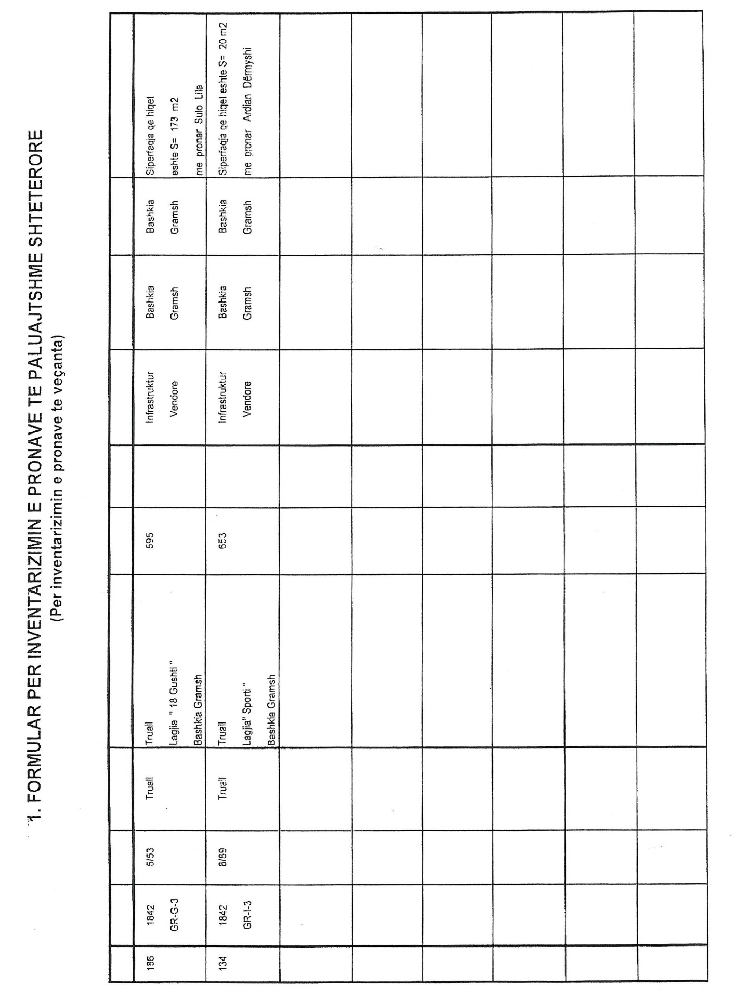 1. FORMULAR PER INVENTARIZIMIN E PRONAVE TE PALUAJTSHME SHTETERORE
(Per inventarizimin e pronave te veçanta)
186 1842 5/53 Truall Truall 595 Infrastruktur Bashkia Bashkia Siperfaqja qe hiqet
GR-G-3 Lagjia " 18 Gushti " Vendore Gramsh Gramsh eshte S= 173 m2
Bashkia Gramsh me pronar Sulo Lila
134 1842 8/89 Truall Truall 653 Infrastruktur Bashkia Bashkia Siperfaqja qe hiqet eshte S= 20 m2
GR-I-3 Lagjia" Sporti " Vendore Gramsh Gramsh me pronar Ardian Dërmyshi
Bashkia Gramsh